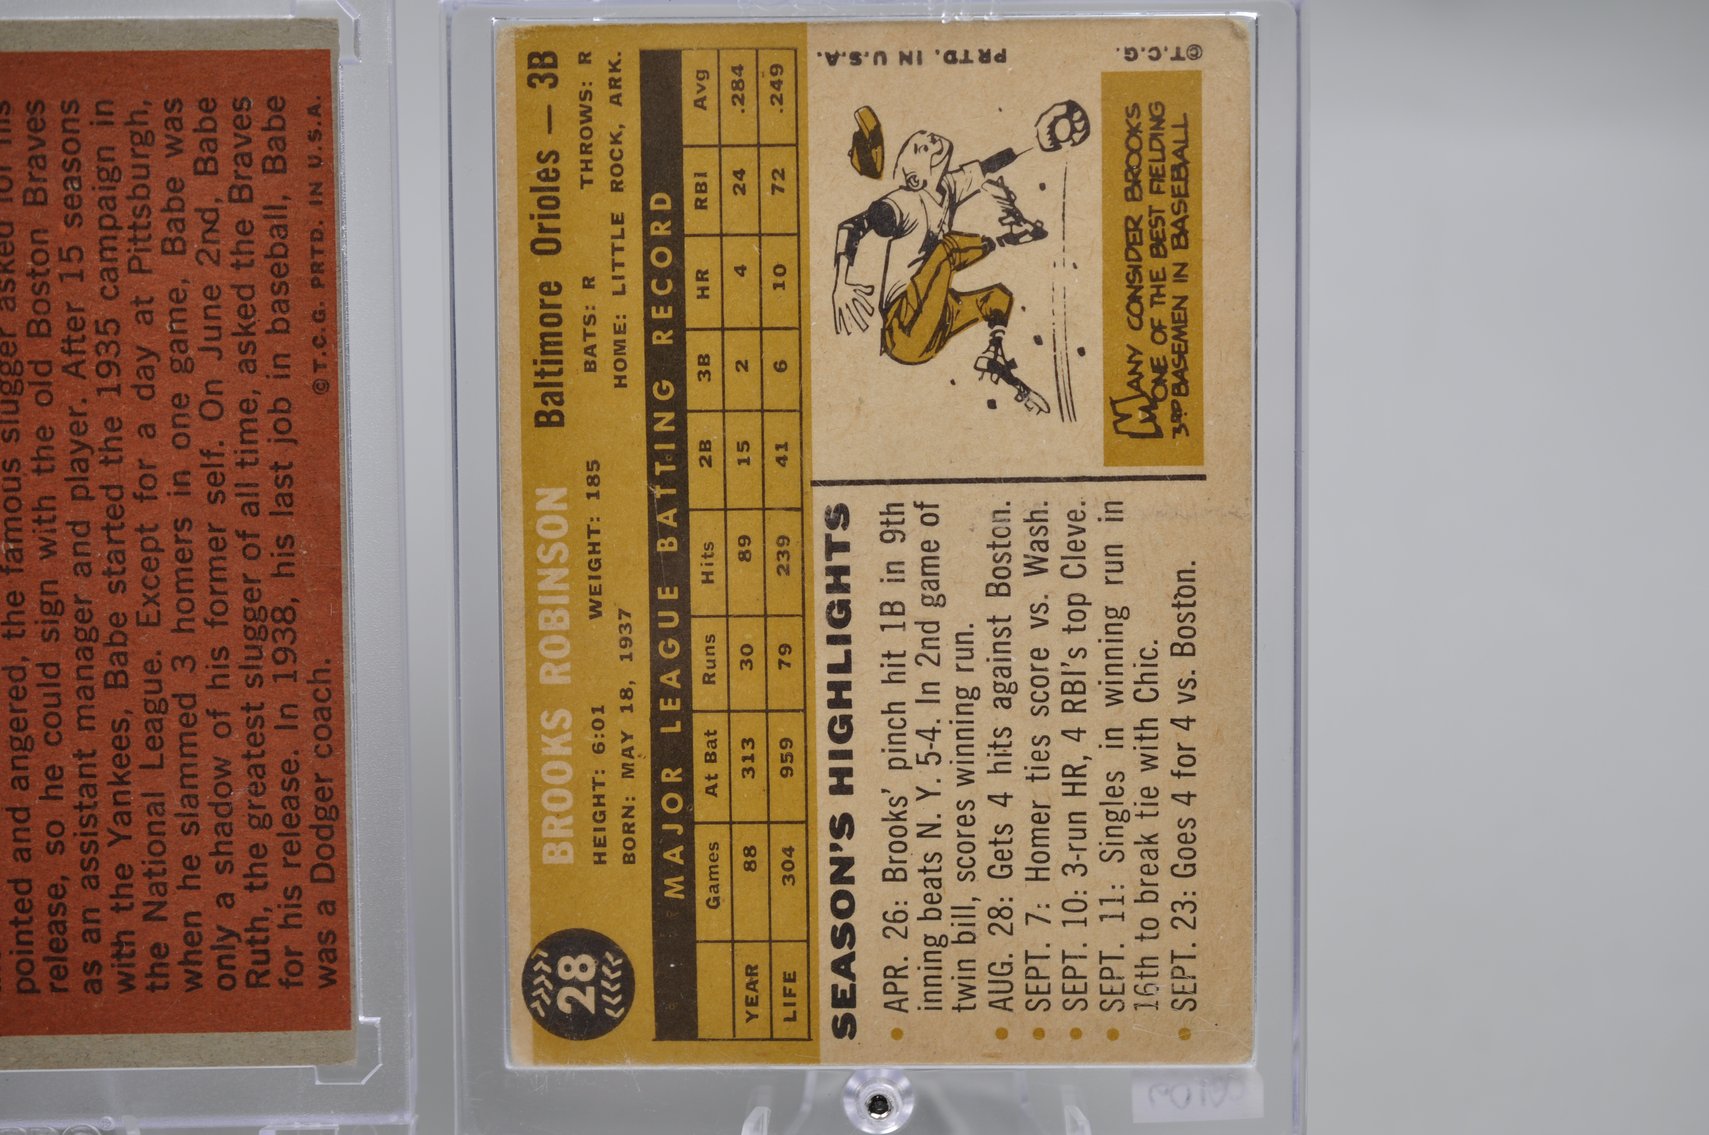 pointed and angered, the famous slugger asked for his
release, so he could sign with the old Boston Braves
as an assistant manager and player. After 15 seasons
with the Yankees, Babe started the 1935 campaign in
the National League. Except for a day at Pittsburgh,
when he slammed 3 homers in one game, Babe was
only a shadow of his former self. On June 2nd, Babe
Ruth, the greatest slugger of all time, asked the Braves
for his release. In 1938, his last job in baseball, Babe
was a Dodger coach.
©T.C.G. PRTD. IN U.S.A.
28
BROOKS ROBINSON
Baltimore Orioles — 3B
HEIGHT: 6:01 WEIGHT: 185 BATS: R THROWS: R
BORN: MAY 18, 1937 HOME: LITTLE ROCK, ARK.
MAJOR LEAGUE BATTING RECORD
Games At Bat Runs Hits 2B 3B HR RBI Avg
YEAR 88 313 30 89 15 2 4 24 .284
LIFE 304 959 79 239 41 6 10 72 .249
SEASON'S HIGHLIGHTS
• APR. 26: Brooks' pinch hit 1B in 9th
inning beats N. Y. 5-4. In 2nd game of
twin bill, scores winning run.
• AUG. 28: Gets 4 hits against Boston.
• SEPT. 7: Homer ties score vs. Wash.
• SEPT. 10: 3-run HR, 4 RBI's top Cleve.
• SEPT. 11: Singles in winning run in
16th to break tie with Chic.
• SEPT. 23: Goes 4 for 4 vs. Boston.
MANY CONSIDER BROOKS
ONE OF THE BEST FIELDING
3RD BASEMEN IN BASEBALL
©T.C.G.
PRTD. IN U.S.A.